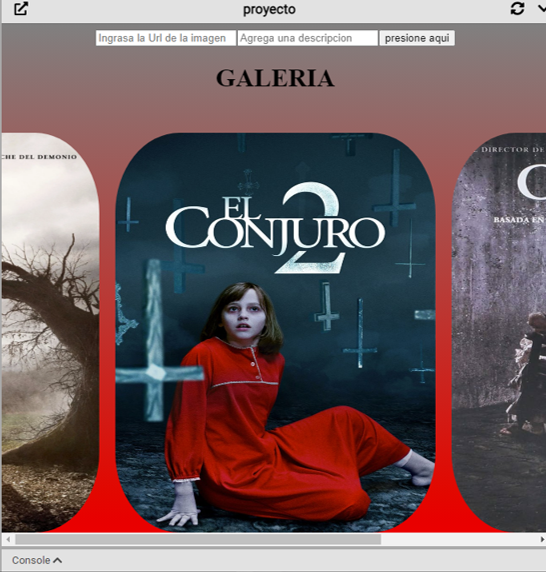 proyecto
Ingrasa la Url de la imagen Agrega una descripcion presione aqui
GALERIA
CHE DEL DEMONIO
EL
CONJURO 2
DIRECTOR DE
C
BASADA EN
Console